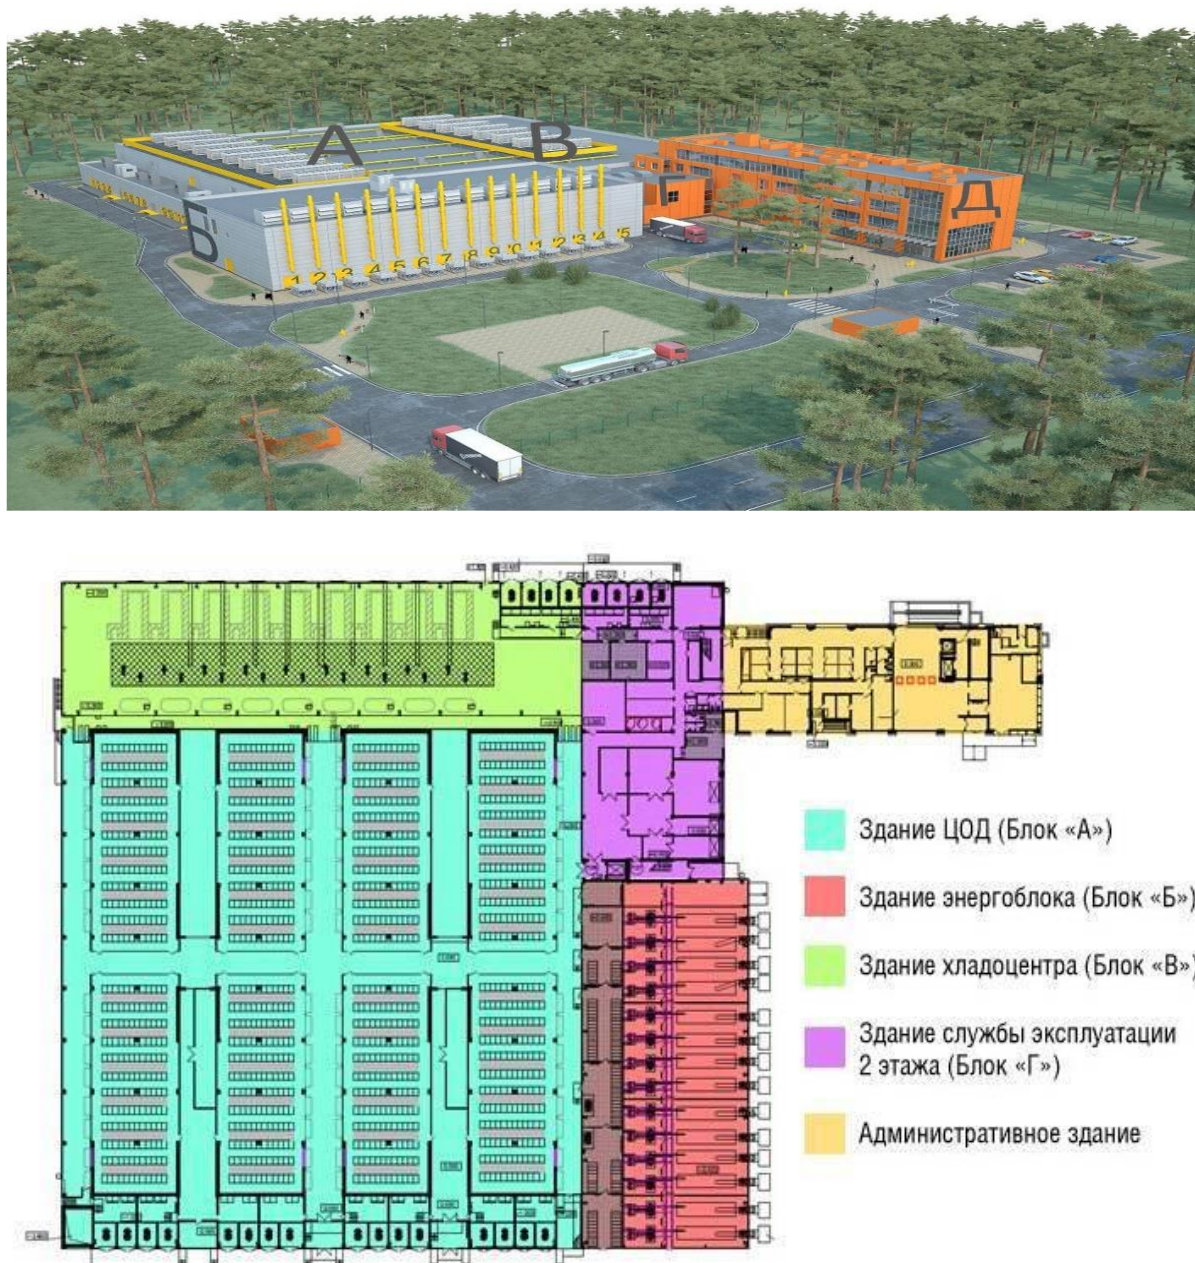 А
В
Б
Г
Д
1 2 3 4 5 6 7 8 9 10 11 12 13 14 15
Здание ЦОД (Блок «А»)
Здание энергоблока (Блок «Б»)
Здание хладоцентра (Блок «В»)
Здание службы эксплуатации
2 этажа (Блок «Г»)
Административное здание